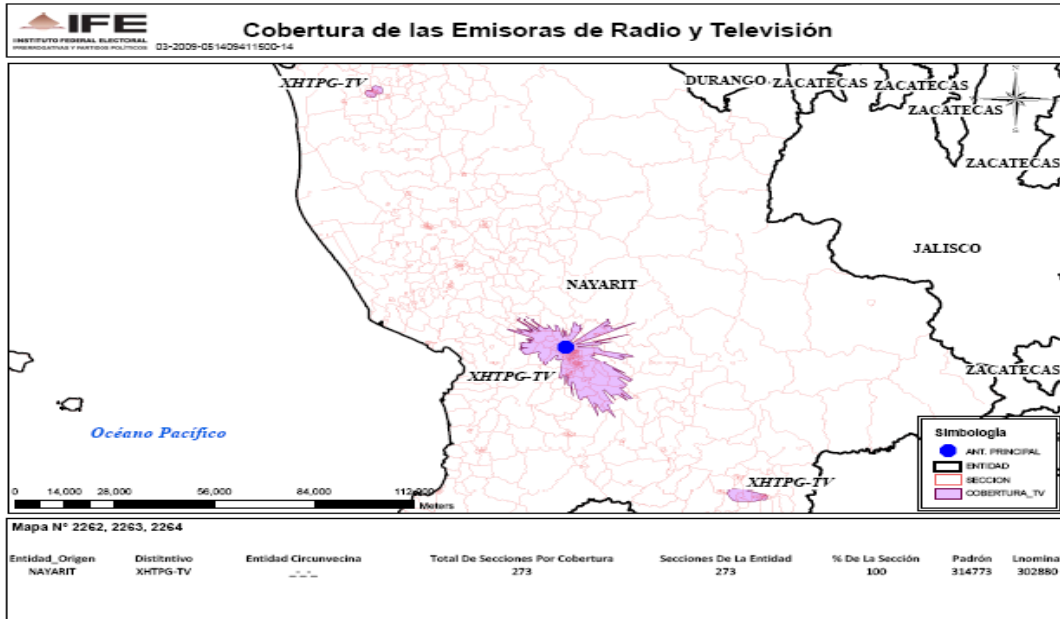 IFE
INSTITUTO FEDERAL ELECTORAL
PRERROGATIVAS Y PARTIDOS POLÍTICOS
03-2009-051409411500-14
Cobertura de las Emisoras de Radio y Televisión
XHTPG-TV
DURANGO
ZACATECAS
ZACATECAS
ZACATECAS
ZACATECAS
N
S
JALISCO
NAYARIT
XHTPG-TV
ZACATECAS
Océano Pacífico
XHTPG-TV
Simbología
ANT. PRINCIPAL
ENTIDAD
SECCION
COBERTURA_TV
0 14,000 28,000 56,000 84,000 112,000
Meters
Mapa N° 2262, 2263, 2264
Entidad_Origen Distitntivo Entidad Circunvecina Total De Secciones Por Cobertura Secciones De La Entidad % De La Sección Padrón Lnomina
NAYARIT XHTPG-TV _-_-_ 273 273 100 314773 302880